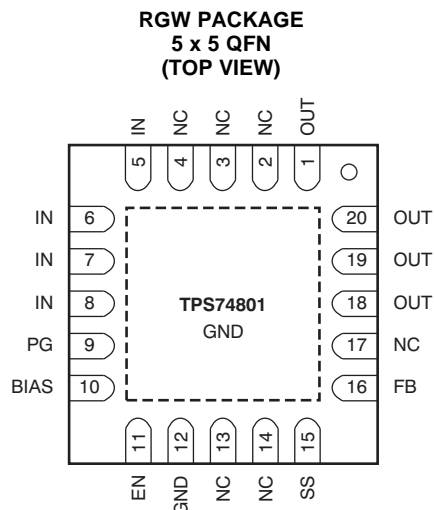 RGW PACKAGE
5 x 5 QFN
(TOP VIEW)
IN NC NC NC OUT
5 4 3 2 1
IN 6 20 OUT
IN 7 19 OUT
IN 8 TPS74801 18 OUT
GND
PG 9 17 NC
BIAS 10 16 FB
11 12 13 14 15
EN GND NC NC SS